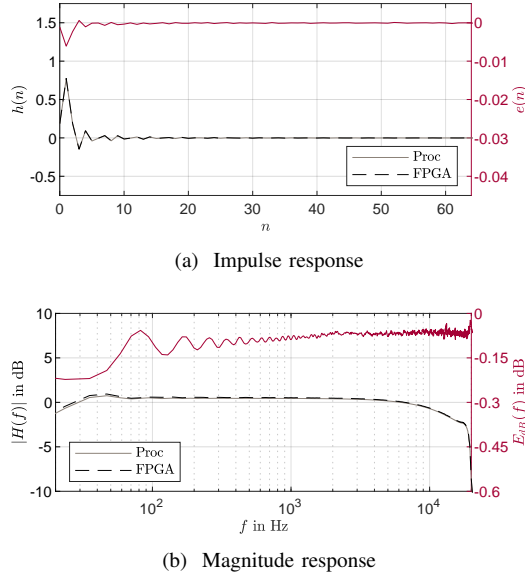 1.5
1
0.5
0
-0.5
h(n)
0
-0.01
-0.02
-0.03
-0.04
e(n)
Proc
FPGA
0 10 20 30 40 50 60
n
(a) Impulse response
10
5
0
-5
-10
|H(f)| in dB
0
-0.15
-0.3
-0.45
-0.6
E_{dB}(f) in dB
Proc
FPGA
10^2 10^3 10^4
f in Hz
(b) Magnitude response